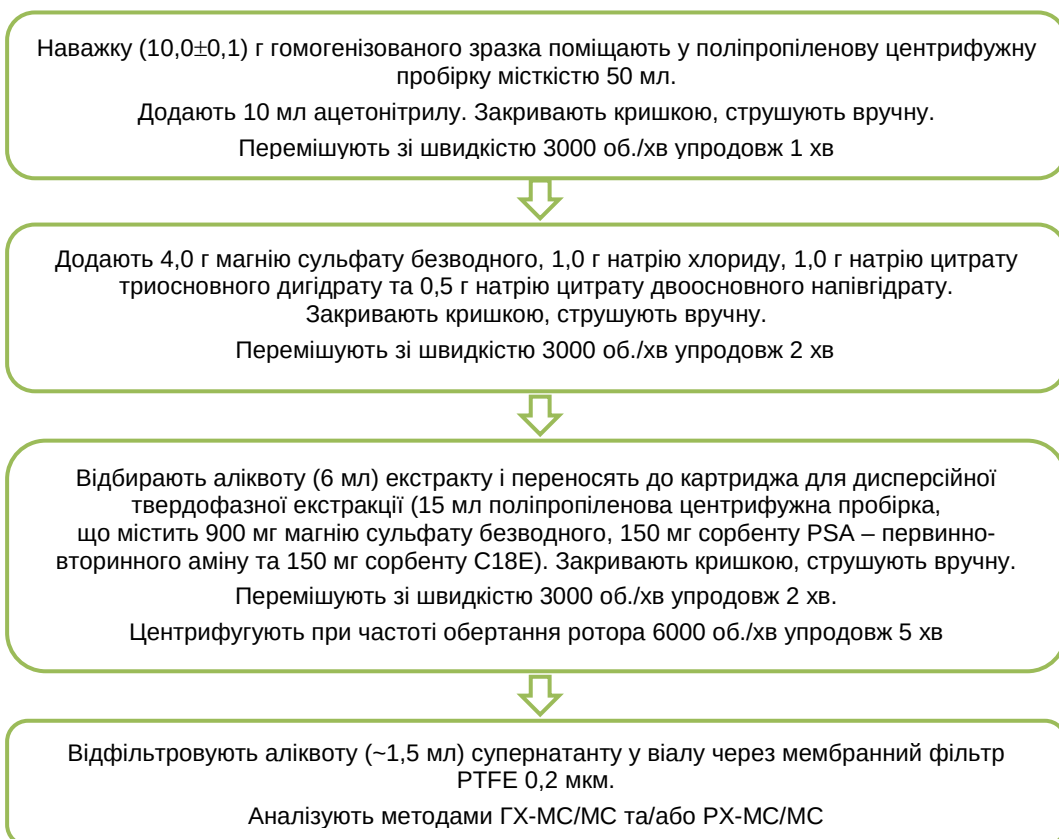 Наважку (10,0±0,1) г гомогенізованого зразка поміщають у поліпропіленову центрифужну
пробірку місткістю 50 мл.
Додають 10 мл ацетонітрилу. Закривають кришкою, струшують вручну.
Перемішують зі швидкістю 3000 об./хв упродовж 1 хв
Додають 4,0 г магнію сульфату безводного, 1,0 г натрію хлориду, 1,0 г натрію цитрату
триосновного дигідрату та 0,5 г натрію цитрату двоосновного напівгідрату.
Закривають кришкою, струшують вручну.
Перемішують зі швидкістю 3000 об./хв упродовж 2 хв
Відбирають аліквоту (6 мл) екстракту і переносять до картриджа для дисперсійної
твердофазної екстракції (15 мл поліпропіленова центрифужна пробірка,
що містить 900 мг магнію сульфату безводного, 150 мг сорбенту PSA – первинно-
вторинного аміну та 150 мг сорбенту C18E). Закривають кришкою, струшують вручну.
Перемішують зі швидкістю 3000 об./хв упродовж 2 хв.
Центрифугують при частоті обертання ротора 6000 об./хв упродовж 5 хв
Відфільтровують аліквоту (~1,5 мл) супернатанту у віалу через мембранний фільтр
PTFE 0,2 мкм.
Аналізують методами ГХ-МС/МС та/або РХ-МС/МС